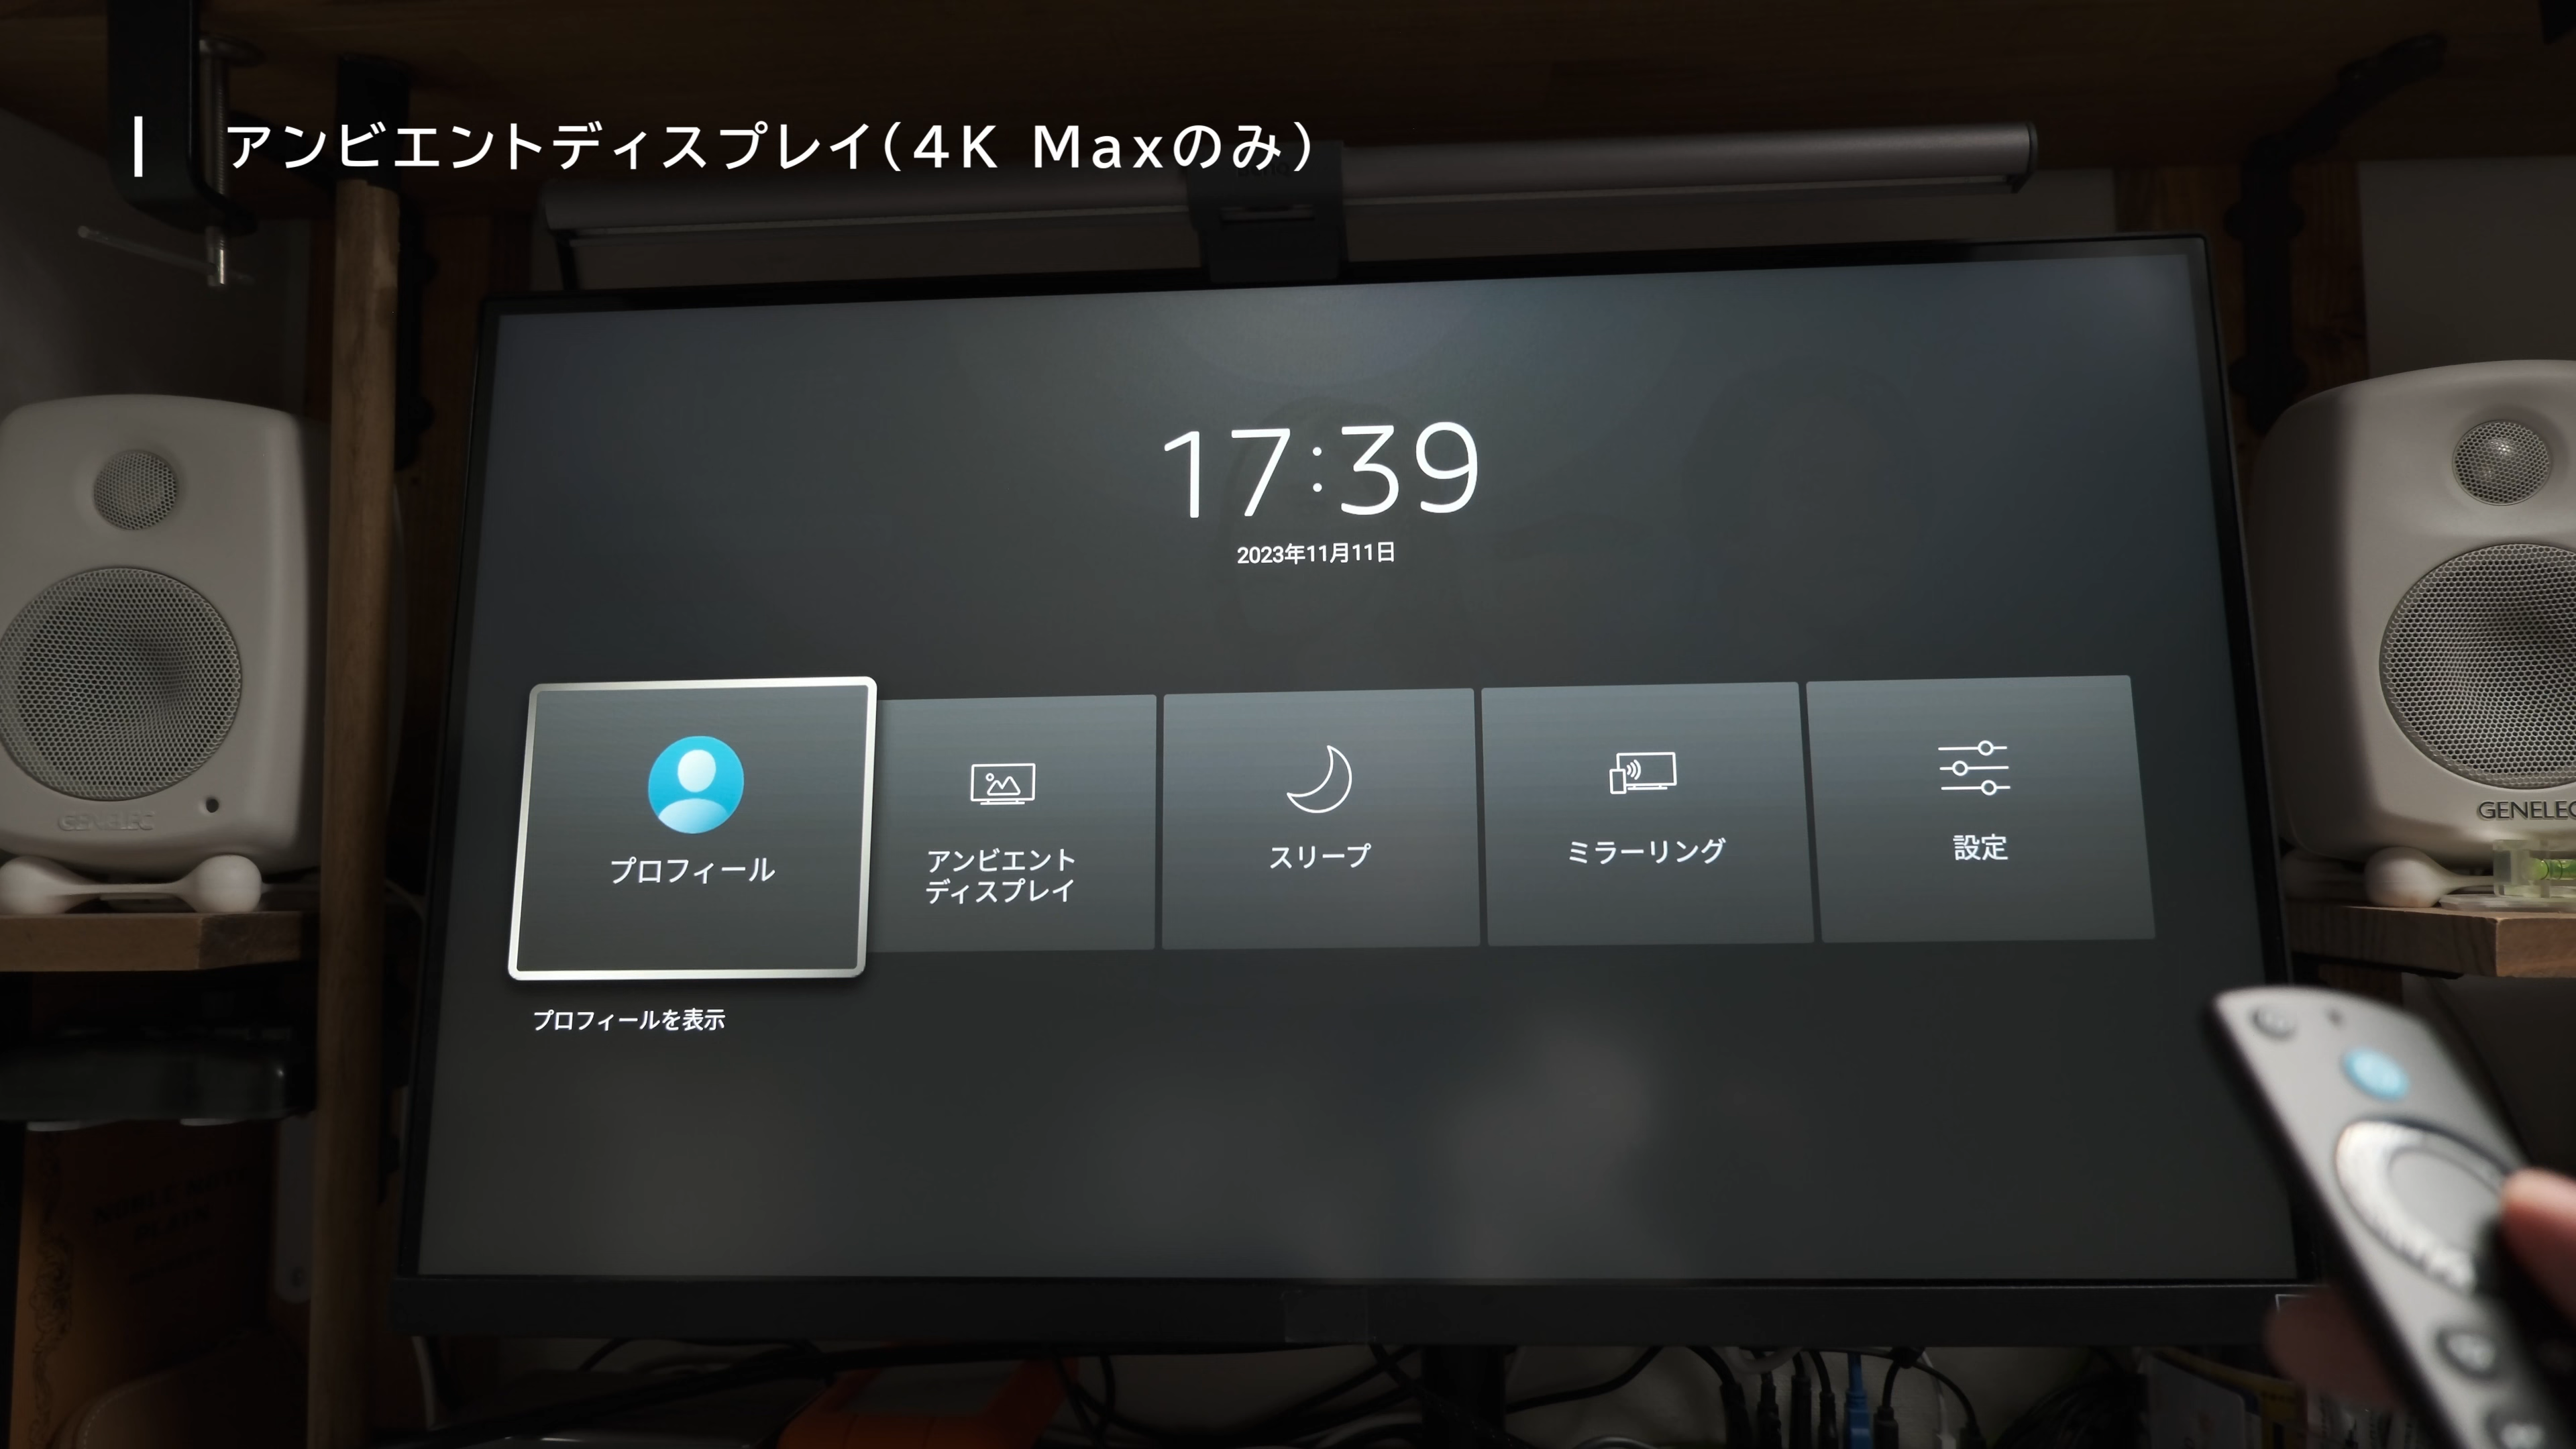 アンビエントディスプレイ(4K Maxのみ)
17:39
2023年11月11日
プロフィール
アンビエント
ディスプレイ
スリープ
ミラーリング
設定
プロフィールを表示
GENELEC
GENELEC